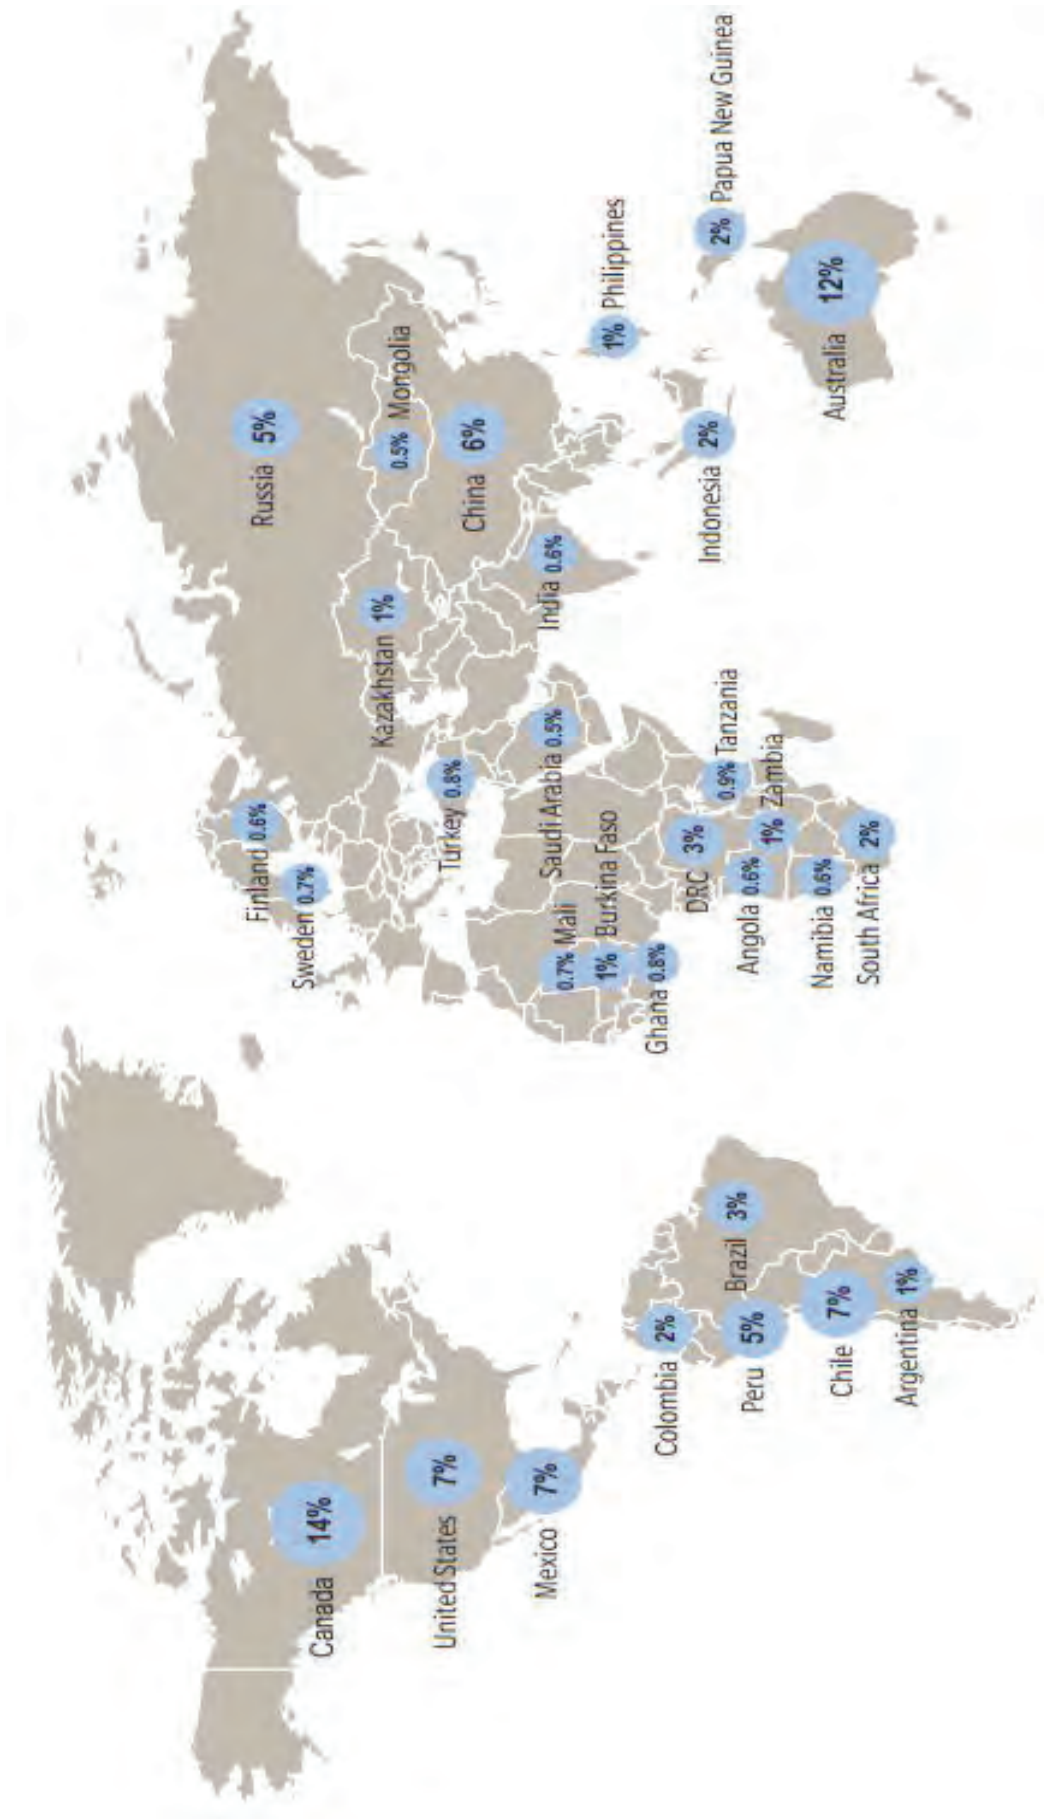 Canada 14%
United States 7%
Mexico 7%
Colombia 2%
Peru 5%
Brazil 3%
Chile 7%
Argentina 1%
Finland 0.6%
Sweden 0.7%
Russia 5%
Kazakhstan 1%
0.5% Mongolia
China 6%
Turkey 0.8%
Saudi Arabia 0.5%
India 0.6%
0.7% Mali
1% Burkina Faso
Ghana 0.8%
DRC 3%
0.9% Tanzania
Angola 0.6%
1% Zambia
Namibia 0.6%
South Africa 2%
1% Philippines
Indonesia 2%
2% Papua New Guinea
Australia 12%